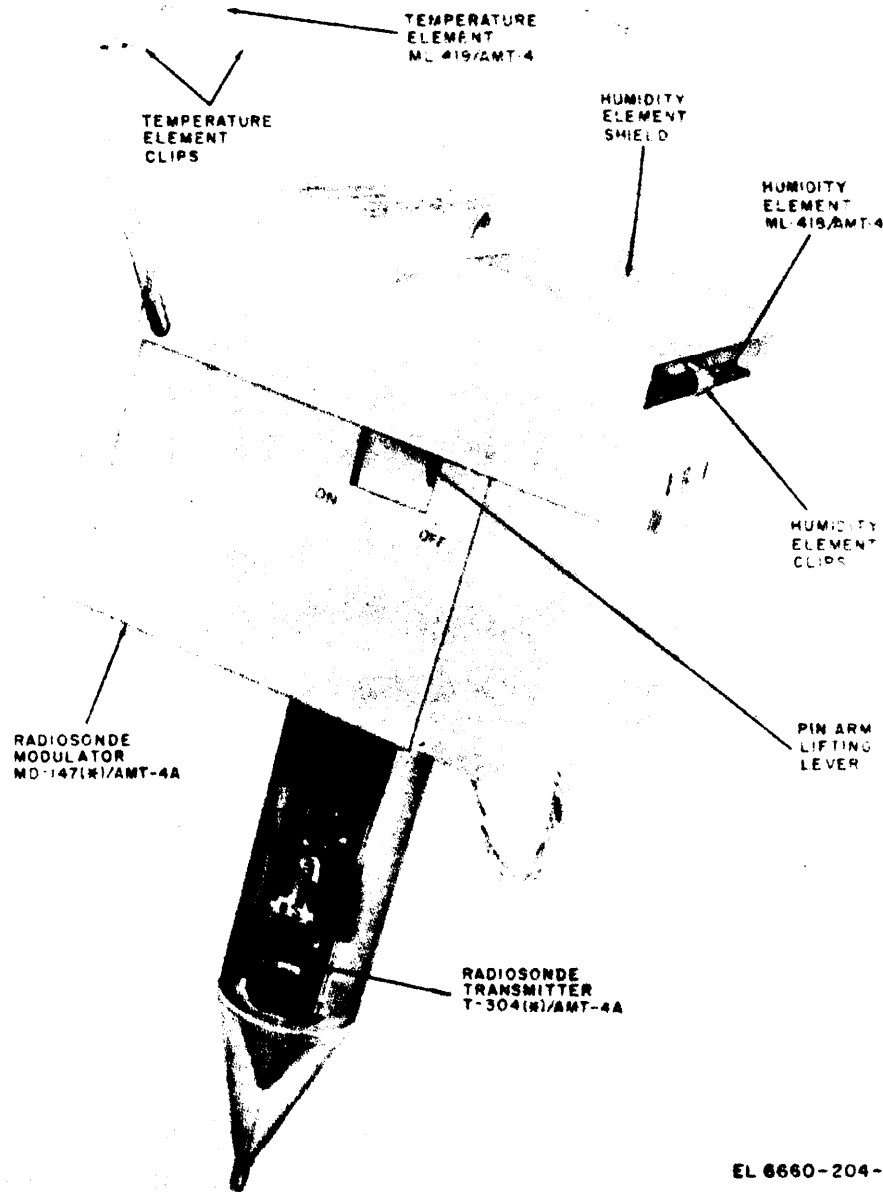 TEMPERATURE
ELEMENT
ML-419/AMT-4
TEMPERATURE
ELEMENT
CLIPS
HUMIDITY
ELEMENT
SHIELD
HUMIDITY
ELEMENT
ML-418/AMT-4
ON
OFF
HUMIDITY
ELEMENT
CLIPS
PIN ARM
LIFTING
LEVER
RADIOSONDE
MODULATOR
MD-147(*)/AMT-4A
RADIOSONDE
TRANSMITTER
T-304(*)/AMT-4A
EL 6660-204-